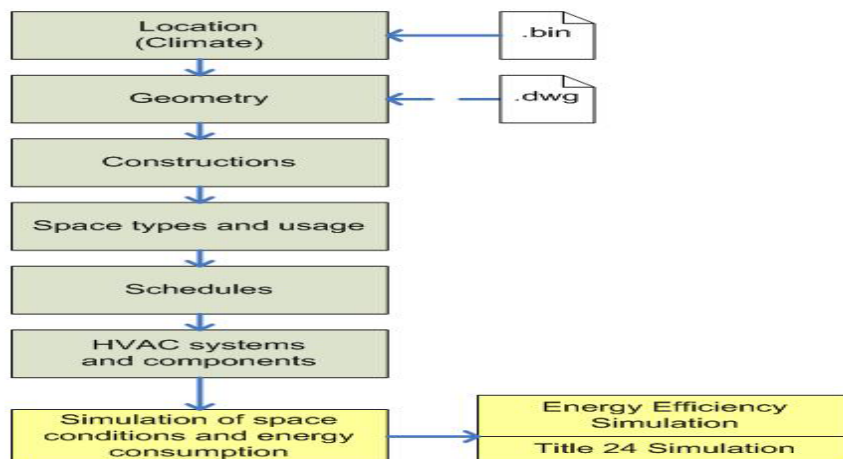 Location
(Climate)
.bin
Geometry
.dwg
Constructions
Space types and usage
Schedules
HVAC systems
and components
Simulation of space
conditions and energy
consumption
Energy Efficiency
Simulation
Title 24 Simulation